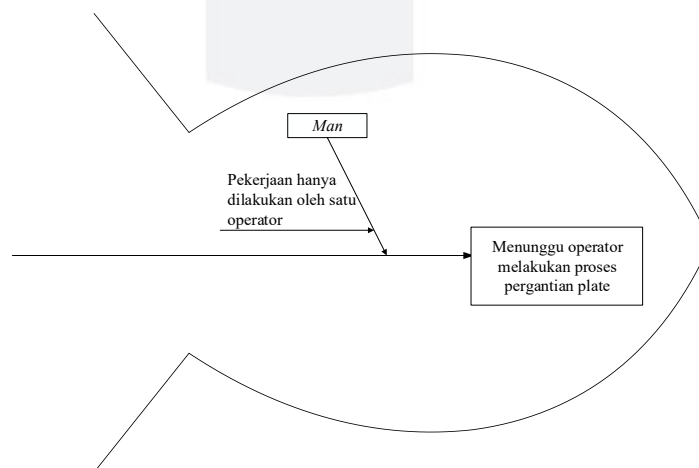 Man
Pekerjaan hanya
dilakukan oleh satu
operator
Menunggu operator
melakukan proses
pergantian plate